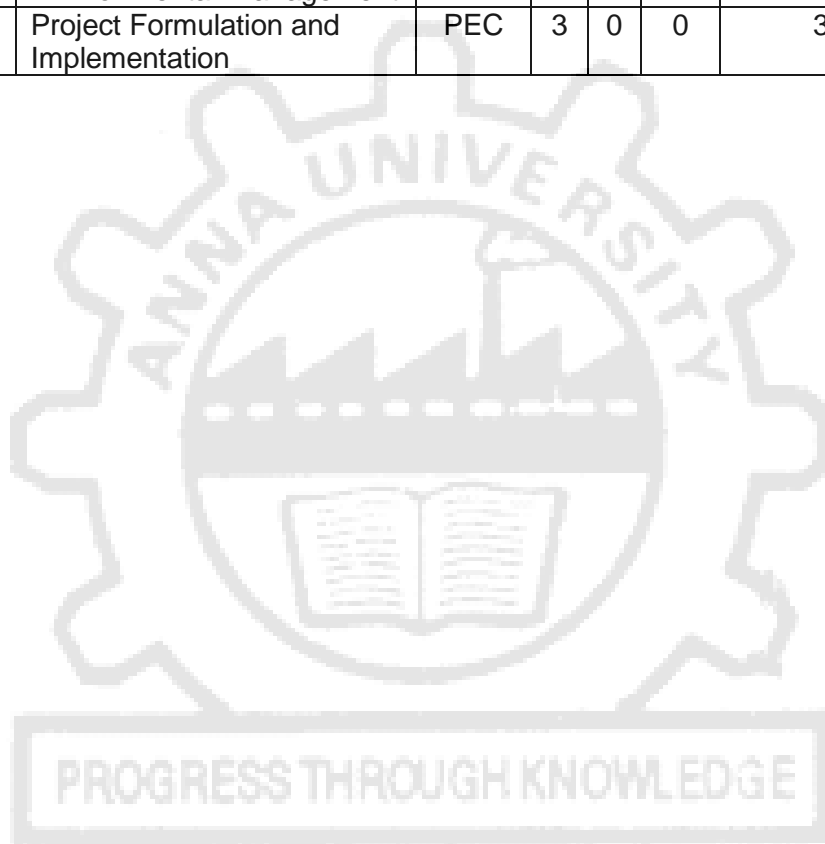 Project Formulation and PEC 3 0 0 3
Implementation
ANNA UNIVERSITY
PROGRESS THROUGH KNOWLEDGE